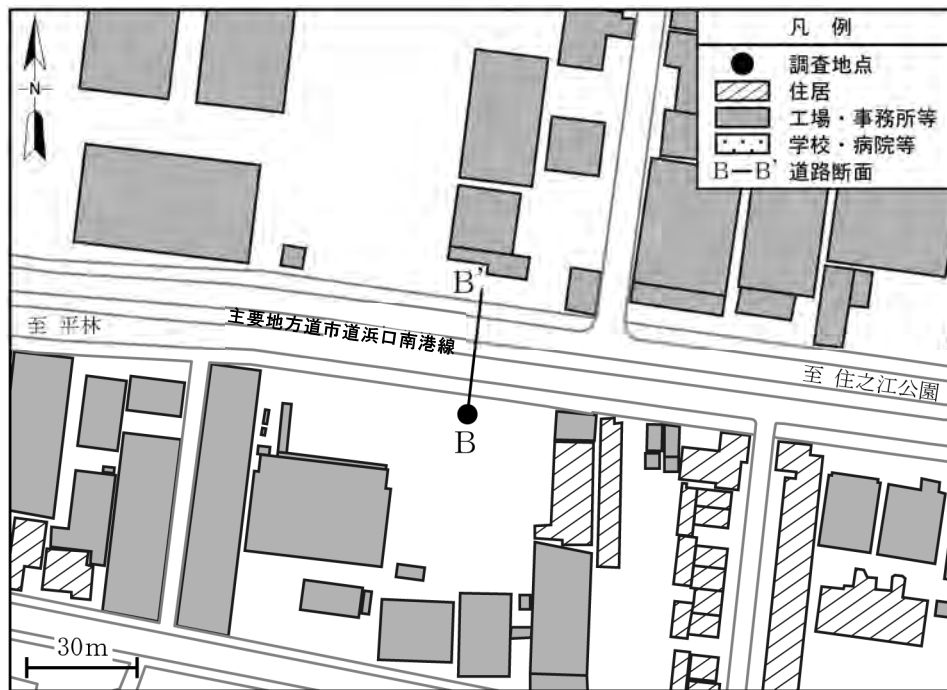 N
凡 例
調査地点
住居
工場・事務所等
学校・病院等
B─B' 道路断面
B'
主要地方道市道浜口南港線
至 平林
至 住之江公園
B
30m